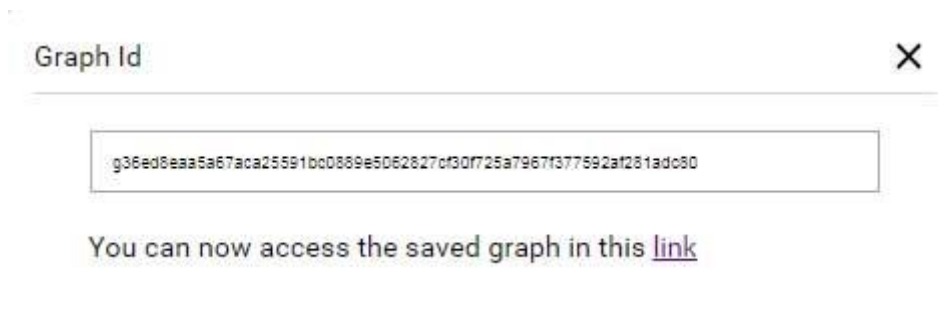 Graph Id
g36ed8eaa5a67aca25591bc0889e5062827cf30f725a7967f377592af281adc80
You can now access the saved graph in this link